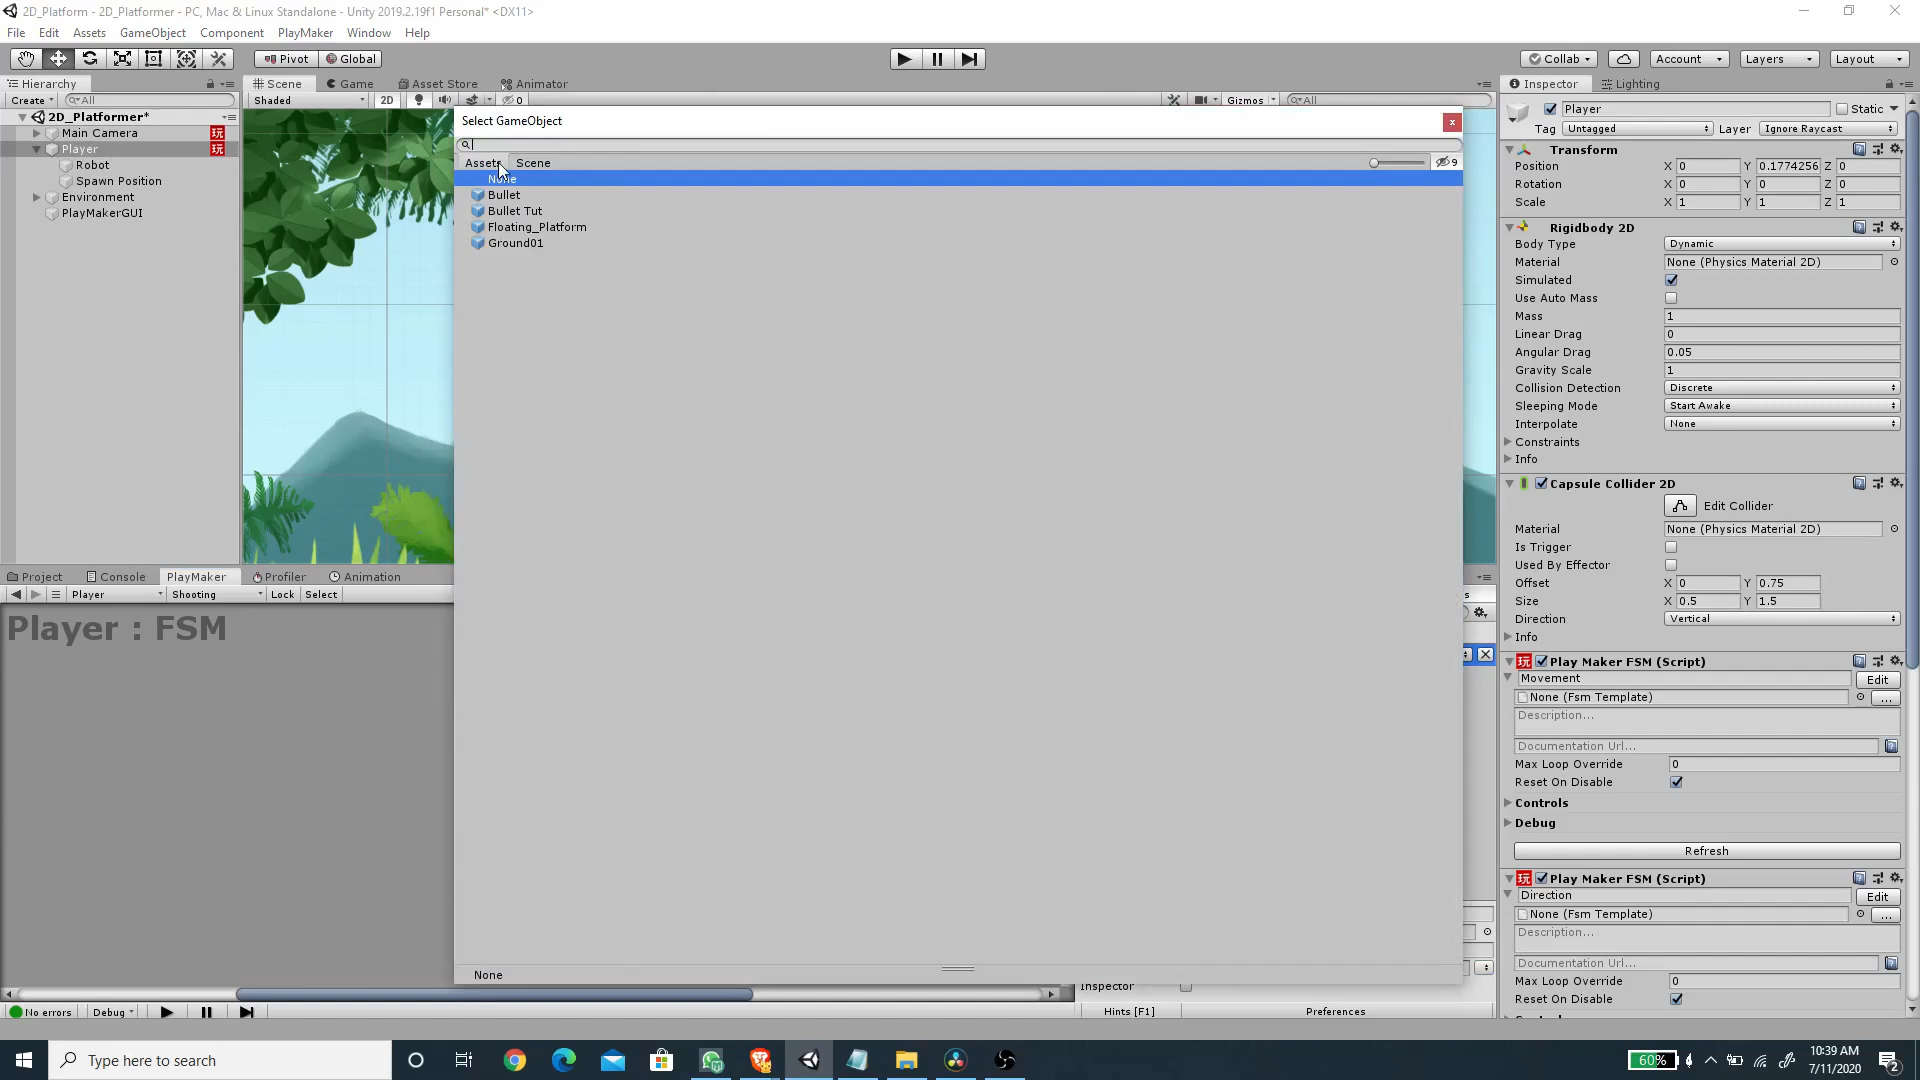 2D_Platform - 2D_Platformer - PC, Mac & Linux Standalone - Unity 2019.2.19f1 Personal* <DX11>
File Edit Assets GameObject Component PlayMaker Window Help
Pivot Global Collab Account Layers Layout
Hierarchy Scene Game Asset Store Animator Inspector Lighting
Create All Shaded 2D 0 Gizmos All
Player Static
Tag Untagged Layer Ignore Raycast
2D_Platformer*
Main Camera 玩
Player 玩
Robot
Spawn Position
Environment
PlayMakerGUI
Select GameObject
Assets Scene 9
None
Bullet
Bullet Tut
Floating_Platform
Ground01
None
Transform
Position X 0 Y 0.1774256 Z 0
Rotation X 0 Y 0 Z 0
Scale X 1 Y 1 Z 1
Rigidbody 2D
Body Type Dynamic
Material None (Physics Material 2D)
Simulated
Use Auto Mass
Mass 1
Linear Drag 0
Angular Drag 0.05
Gravity Scale 1
Collision Detection Discrete
Sleeping Mode Start Awake
Interpolate None
Constraints
Info
Capsule Collider 2D
Edit Collider
Material None (Physics Material 2D)
Is Trigger
Used By Effector
Offset X 0 Y 0.75
Size X 0.5 Y 1.5
Direction Vertical
Info
玩 Play Maker FSM (Script)
Movement Edit
None (Fsm Template) ...
Description...
Documentation Url...
Max Loop Override 0
Reset On Disable
Controls
Debug
Refresh
玩 Play Maker FSM (Script)
Direction Edit
None (Fsm Template) ...
Description...
Documentation Url...
Max Loop Override 0
Reset On Disable
Project Console PlayMaker Profiler Animation
Player Shooting Lock Select
Player : FSM
Inspector
No errors Debug Hints [F1] Preferences
Type here to search
60% 10:39 AM
7/11/2020 2